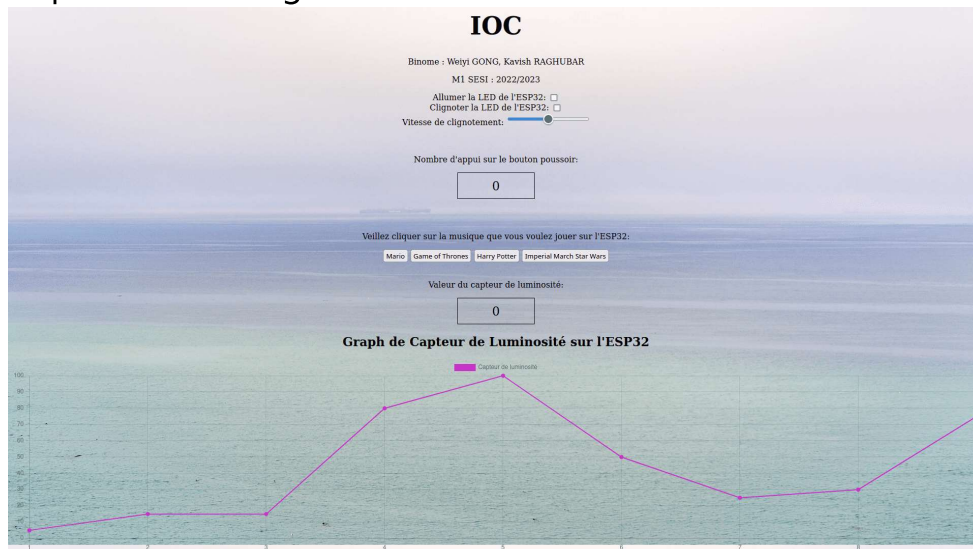 IOC
Binome : Weiyi GONG, Kavish RAGHUBAR
M1 SESI : 2022/2023
Allumer la LED de l'ESP32:
Clignoter la LED de l'ESP32:
Vitesse de clignotement:
Nombre d'appui sur le bouton poussoir:
0
Veillez cliquer sur la musique que vous voulez jouer sur l'ESP32:
Mario Game of Thrones Harry Potter Imperial March Star Wars
Valeur du capteur de luminosité:
0
Graph de Capteur de Luminosité sur l'ESP32
Capteur de luminosité
100
90
80
70
60
50
40
30
20
1 2 3 4 5 6 7 8